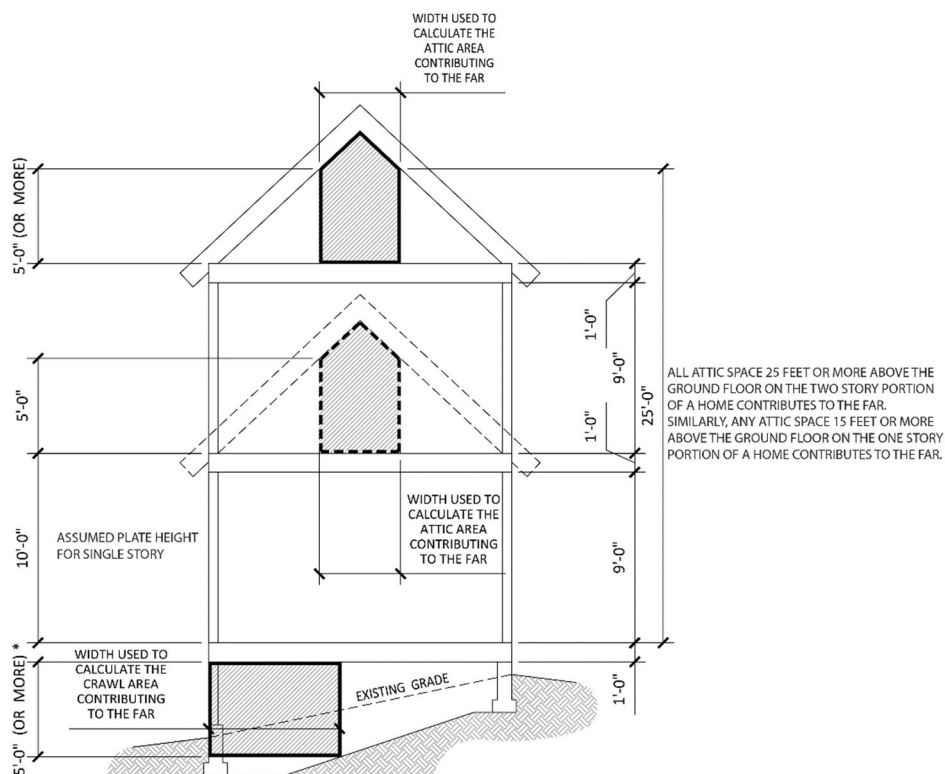 WIDTH USED TO
CALCULATE THE
ATTIC AREA
CONTRIBUTING
TO THE FAR
5'-0" (OR MORE)
1'-0"
9'-0"
25'-0"
5'-0"
1'-0"
ALL ATTIC SPACE 25 FEET OR MORE ABOVE THE
GROUND FLOOR ON THE TWO STORY PORTION
OF A HOME CONTRIBUTES TO THE FAR.
SIMILARLY, ANY ATTIC SPACE 15 FEET OR MORE
ABOVE THE GROUND FLOOR ON THE ONE STORY
PORTION OF A HOME CONTRIBUTES TO THE FAR.
WIDTH USED TO
CALCULATE THE
ATTIC AREA
CONTRIBUTING
TO THE FAR
10'-0"
ASSUMED PLATE HEIGHT
FOR SINGLE STORY
9'-0"
5'-0" (OR MORE) *
WIDTH USED TO
CALCULATE THE
CRAWL AREA
CONTRIBUTING
TO THE FAR
EXISTING GRADE
1'-0"